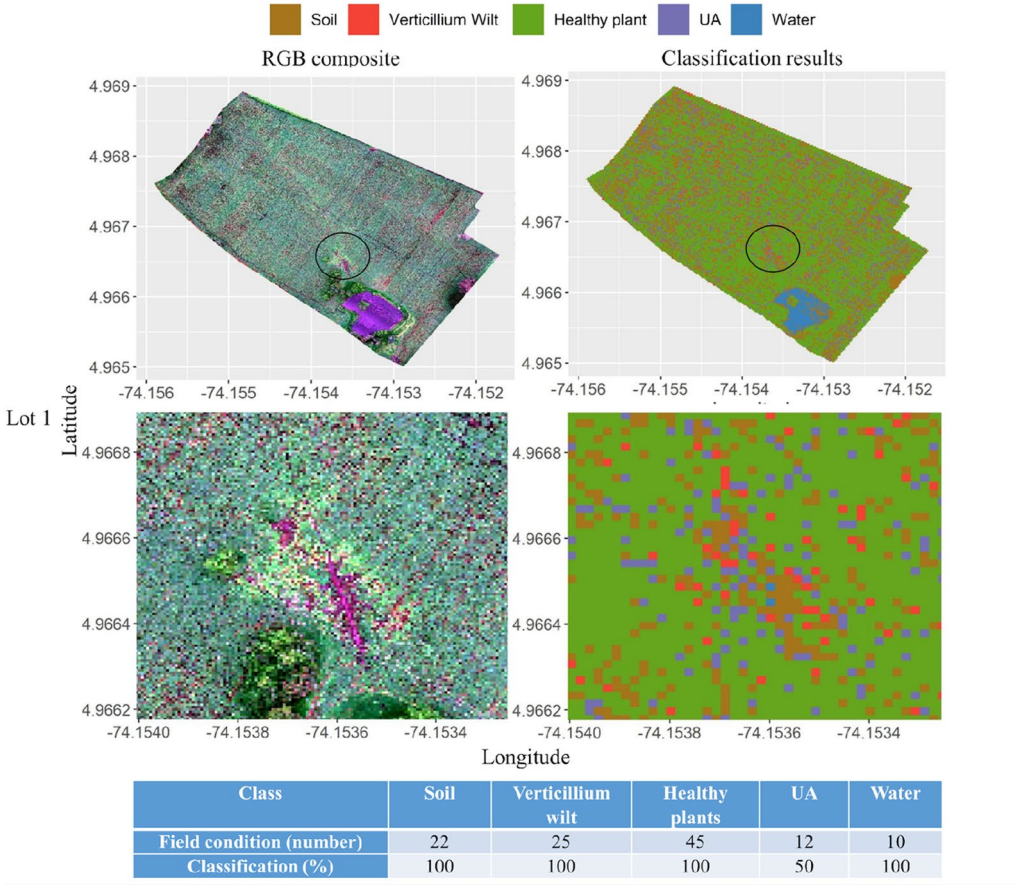 Soil Verticillium Wilt Healthy plant UA Water
RGB composite Classification results
4.969
4.968
4.967
4.966
4.965
-74.156 -74.155 -74.154 -74.153 -74.152
4.969
4.968
4.967
4.966
4.965
-74.156 -74.155 -74.154 -74.153 -74.152
Lot 1
Latitude
4.9668
4.9666
4.9664
4.9662
-74.1540 -74.1538 -74.1536 -74.1534
4.9668
4.9666
4.9664
4.9662
-74.1540 -74.1538 -74.1536 -74.1534
Longitude
Class Soil Verticillium wilt Healthy plants UA Water
Field condition (number) 22 25 45 12 10
Classification (%) 100 100 100 50 100